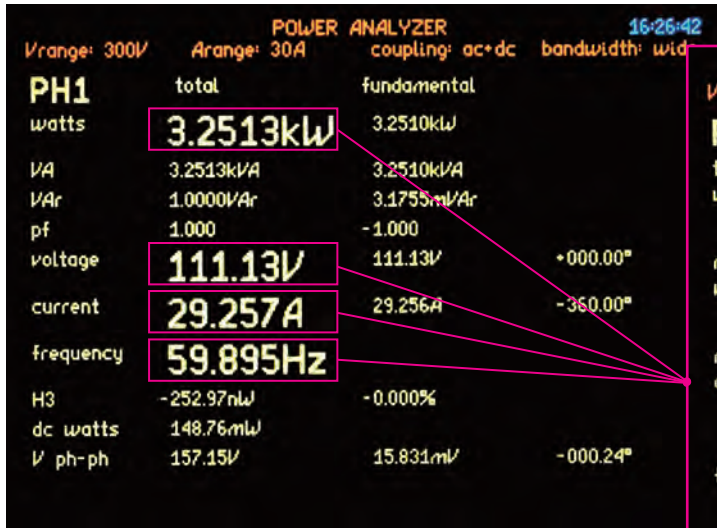 POWER ANALYZER 16:26:42
Vrange: 300V Arange: 30A coupling: ac+dc bandwidth: wide
PH1 total fundamental
watts 3.2513kW 3.2510kW
VA 3.2513kVA 3.2510kVA
VAr 1.0000VAr 3.1755mVAr
pf 1.000 -1.000
voltage 111.13V 111.13V +000.00°
current 29.257A 29.256A -360.00°
frequency 59.895Hz
H3 -252.97nW -0.000%
dc watts 148.76mW
V ph-ph 157.15V 15.831mV -000.24°